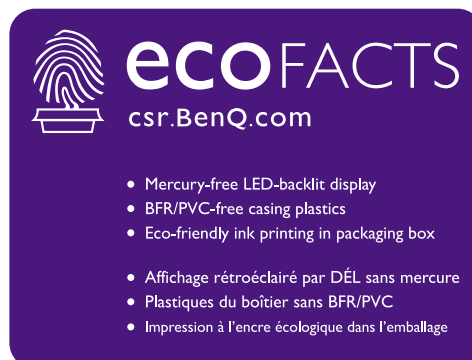 ecoFACTS
csr.BenQ.com
• Mercury-free LED-backlit display
• BFR/PVC-free casing plastics
• Eco-friendly ink printing in packaging box
• Affichage rétroéclairé par DÉL sans mercure
• Plastiques du boîtier sans BFR/PVC
• Impression à l'encre écologique dans l'emballage